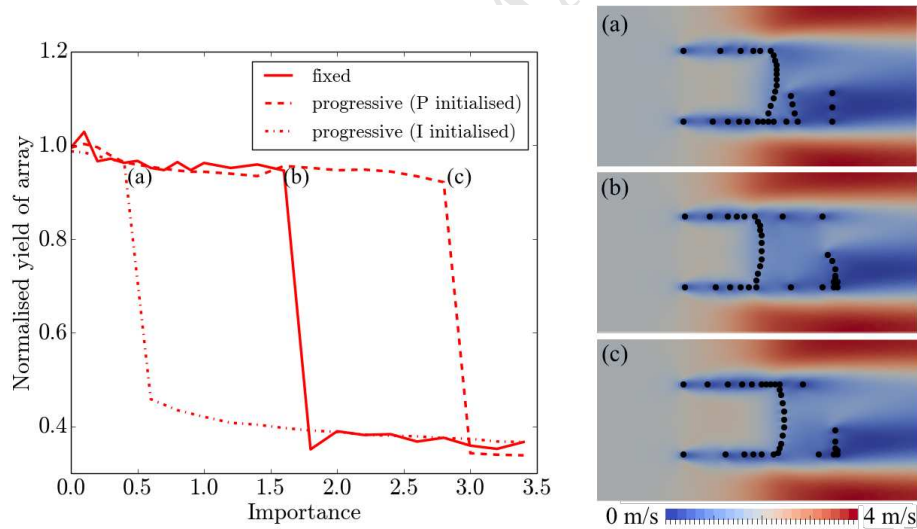 1.2
1.0
0.8
0.6
0.4
Normalised yield of array
fixed
progressive (P initialised)
progressive (I initialised)
(a)
(b)
(c)
0.0 0.5 1.0 1.5 2.0 2.5 3.0 3.5
Importance
(a)
(b)
(c)
0 m/s 4 m/s